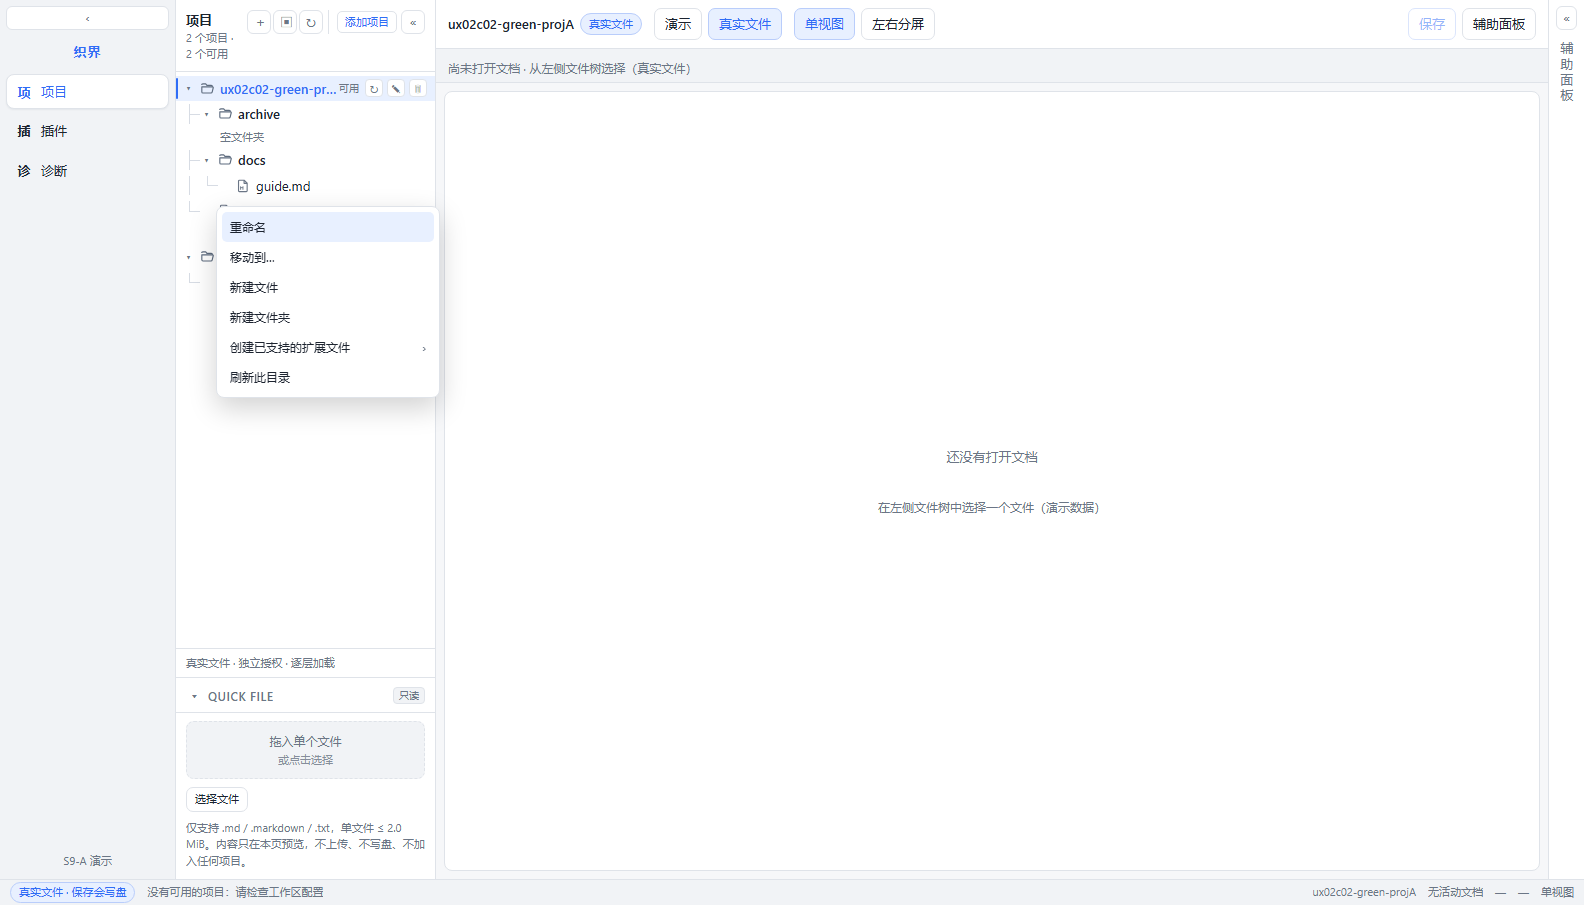 ‹
织界
项 项目
插 插件
诊 诊断
S9-A 演示
项目
2 个项目 ·
2 个可用
+ ↻ 添加项目 «
ux02c02-green-pr... 可用 ↻
archive
空文件夹
docs
guide.md
重命名
移动到...
新建文件
新建文件夹
创建已支持的扩展文件 ›
刷新此目录
真实文件 · 独立授权 · 逐层加载
QUICK FILE 只读
拖入单个文件
或点击选择
选择文件
仅支持 .md / .markdown / .txt，单文件 ≤ 2.0
MiB。内容只在本页预览，不上传、不写盘、不加
入任何项目。
ux02c02-green-projA 真实文件 演示 真实文件 单视图 左右分屏 保存 辅助面板
尚未打开文档 · 从左侧文件树选择（真实文件）
还没有打开文档
在左侧文件树中选择一个文件（演示数据）
«
辅助面板
真实文件 · 保存会写盘 没有可用的项目：请检查工作区配置
ux02c02-green-projA 无活动文档 — — 单视图